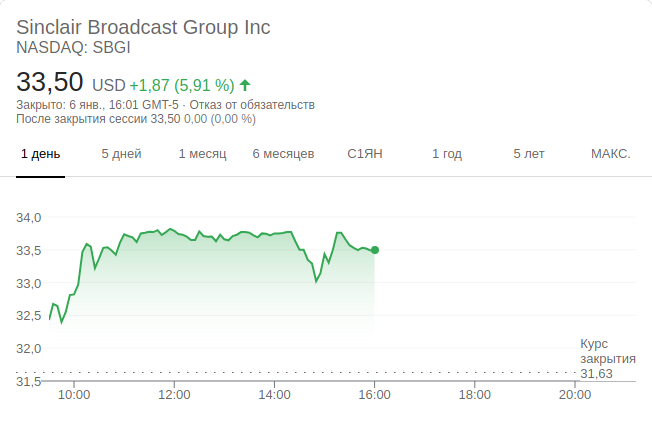 Sinclair Broadcast Group Inc
NASDAQ: SBGI
33,50 USD +1,87 (5,91 %)
Закрыто: 6 янв., 16:01 GMT-5 · Отказ от обязательств
После закрытия сессии 33,50 0,00 (0,00 %)
1 день 5 дней 1 месяц 6 месяцев С1ЯН 1 год 5 лет МАКС.
34,0
33,5
33,0
32,5
32,0
Курс
закрытия
31,63
31,5
10:00 12:00 14:00 16:00 18:00 20:00